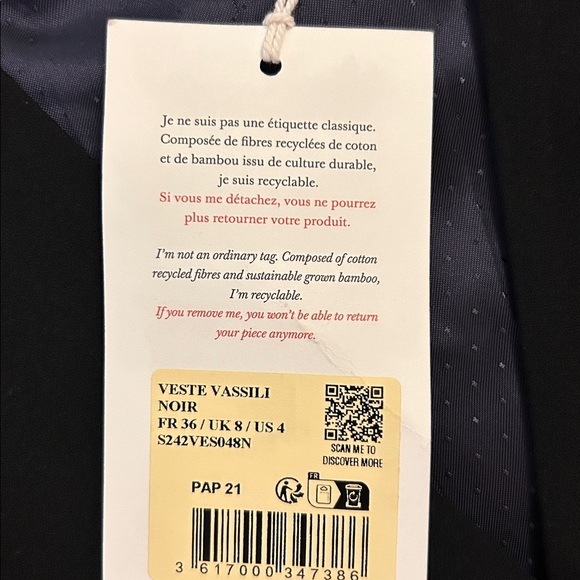 Je ne suis pas une étiquette classique.
Composée de fibres recyclées de coton
et de bambou issu de culture durable,
je suis recyclable.
Si vous me détachez, vous ne pourrez
plus retourner votre produit.
I'm not an ordinary tag. Composed of cotton
recycled fibres and sustainable grown bamboo,
I'm recyclable.
If you remove me, you won't be able to return
your piece anymore.
VESTE VASSILI
NOIR
FR 36 / UK 8 / US 4
S242VES048N
SCAN ME TO
DISCOVER MORE
PAP 21
FR
3 617000 347386